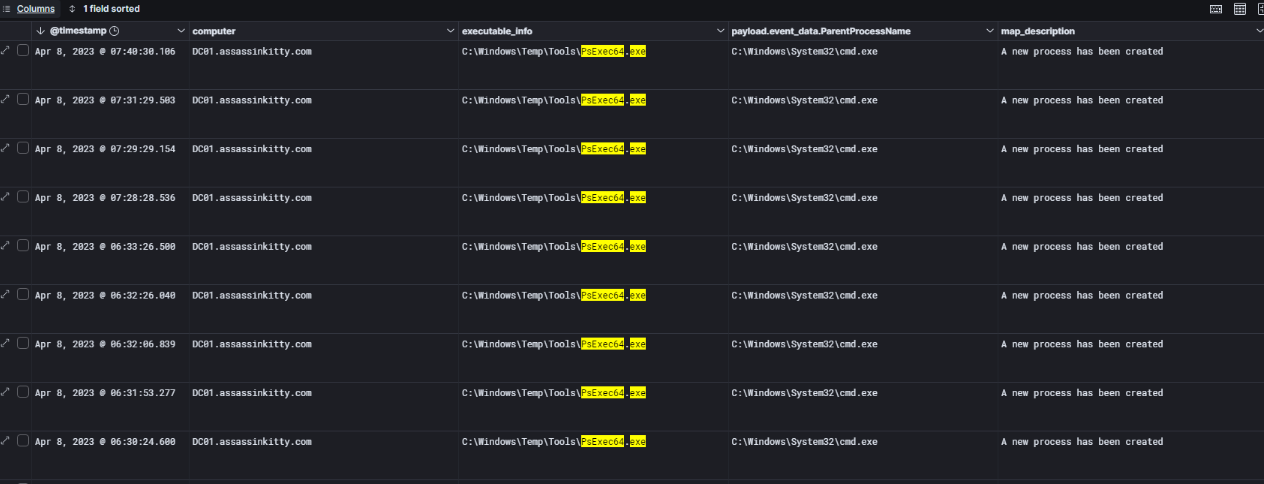 Columns 1 field sorted
@timestamp computer executable_info payload.event_data.ParentProcessName map_description
Apr 8, 2023 @ 07:40:30.106 DC01.assassinkitty.com C:\Windows\Temp\Tools\PsExec64.exe C:\Windows\System32\cmd.exe A new process has been created
Apr 8, 2023 @ 07:31:29.503 DC01.assassinkitty.com C:\Windows\Temp\Tools\PsExec64.exe C:\Windows\System32\cmd.exe A new process has been created
Apr 8, 2023 @ 07:29:29.154 DC01.assassinkitty.com C:\Windows\Temp\Tools\PsExec64.exe C:\Windows\System32\cmd.exe A new process has been created
Apr 8, 2023 @ 07:28:28.536 DC01.assassinkitty.com C:\Windows\Temp\Tools\PsExec64.exe C:\Windows\System32\cmd.exe A new process has been created
Apr 8, 2023 @ 06:33:26.500 DC01.assassinkitty.com C:\Windows\Temp\Tools\PsExec64.exe C:\Windows\System32\cmd.exe A new process has been created
Apr 8, 2023 @ 06:32:26.040 DC01.assassinkitty.com C:\Windows\Temp\Tools\PsExec64.exe C:\Windows\System32\cmd.exe A new process has been created
Apr 8, 2023 @ 06:32:06.839 DC01.assassinkitty.com C:\Windows\Temp\Tools\PsExec64.exe C:\Windows\System32\cmd.exe A new process has been created
Apr 8, 2023 @ 06:31:53.277 DC01.assassinkitty.com C:\Windows\Temp\Tools\PsExec64.exe C:\Windows\System32\cmd.exe A new process has been created
Apr 8, 2023 @ 06:30:24.600 DC01.assassinkitty.com C:\Windows\Temp\Tools\PsExec64.exe C:\Windows\System32\cmd.exe A new process has been created